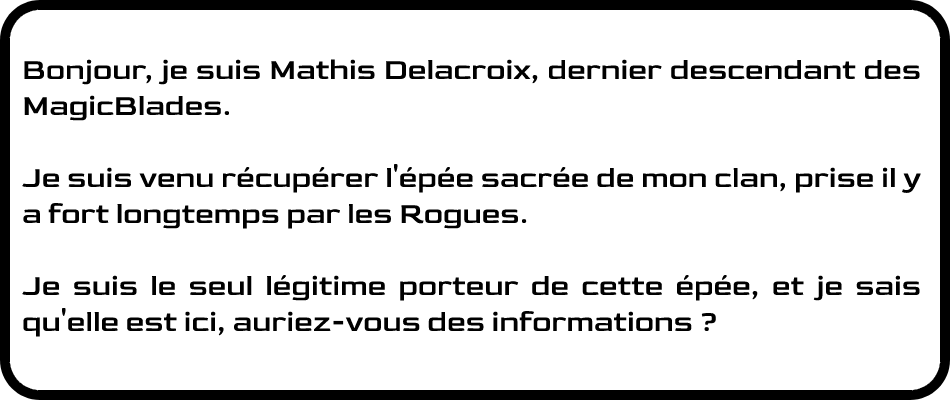 Bonjour, je suis Mathis Delacroix, dernier descendant des
MagicBlades.
Je suis venu récupérer l'épée sacrée de mon clan, prise il y
a fort longtemps par les Rogues.
Je suis le seul légitime porteur de cette épée, et je sais
qu'elle est ici, auriez-vous des informations ?